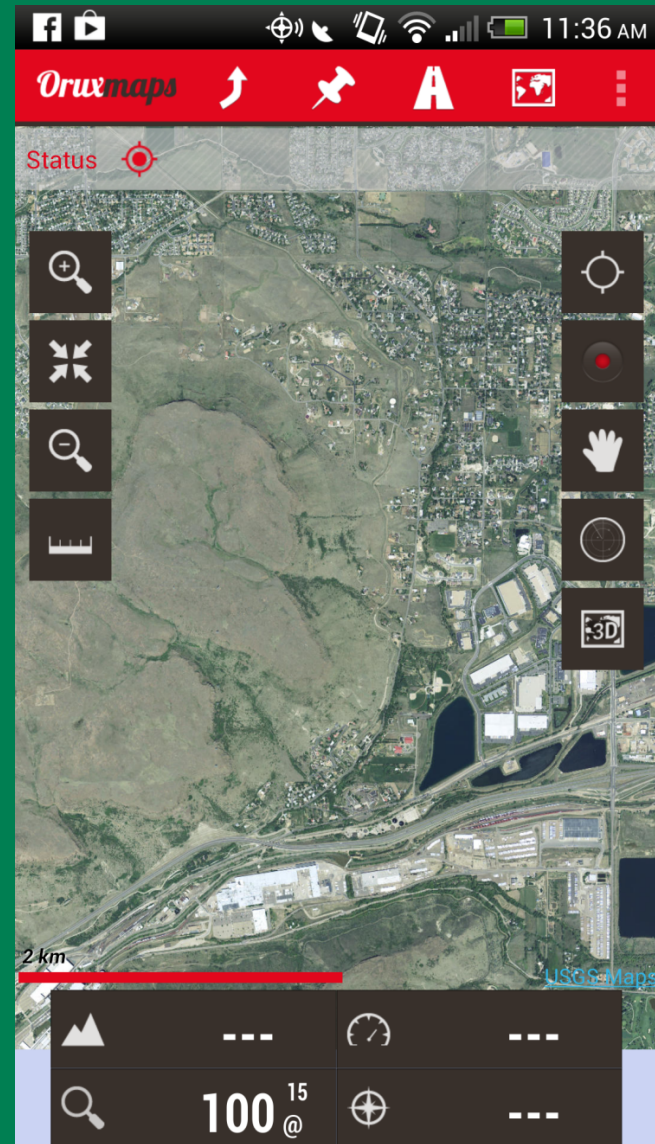 11:36 AM
Oruxmaps
Status
3D
2 km
USGS Maps
---
---
100 15 @
---